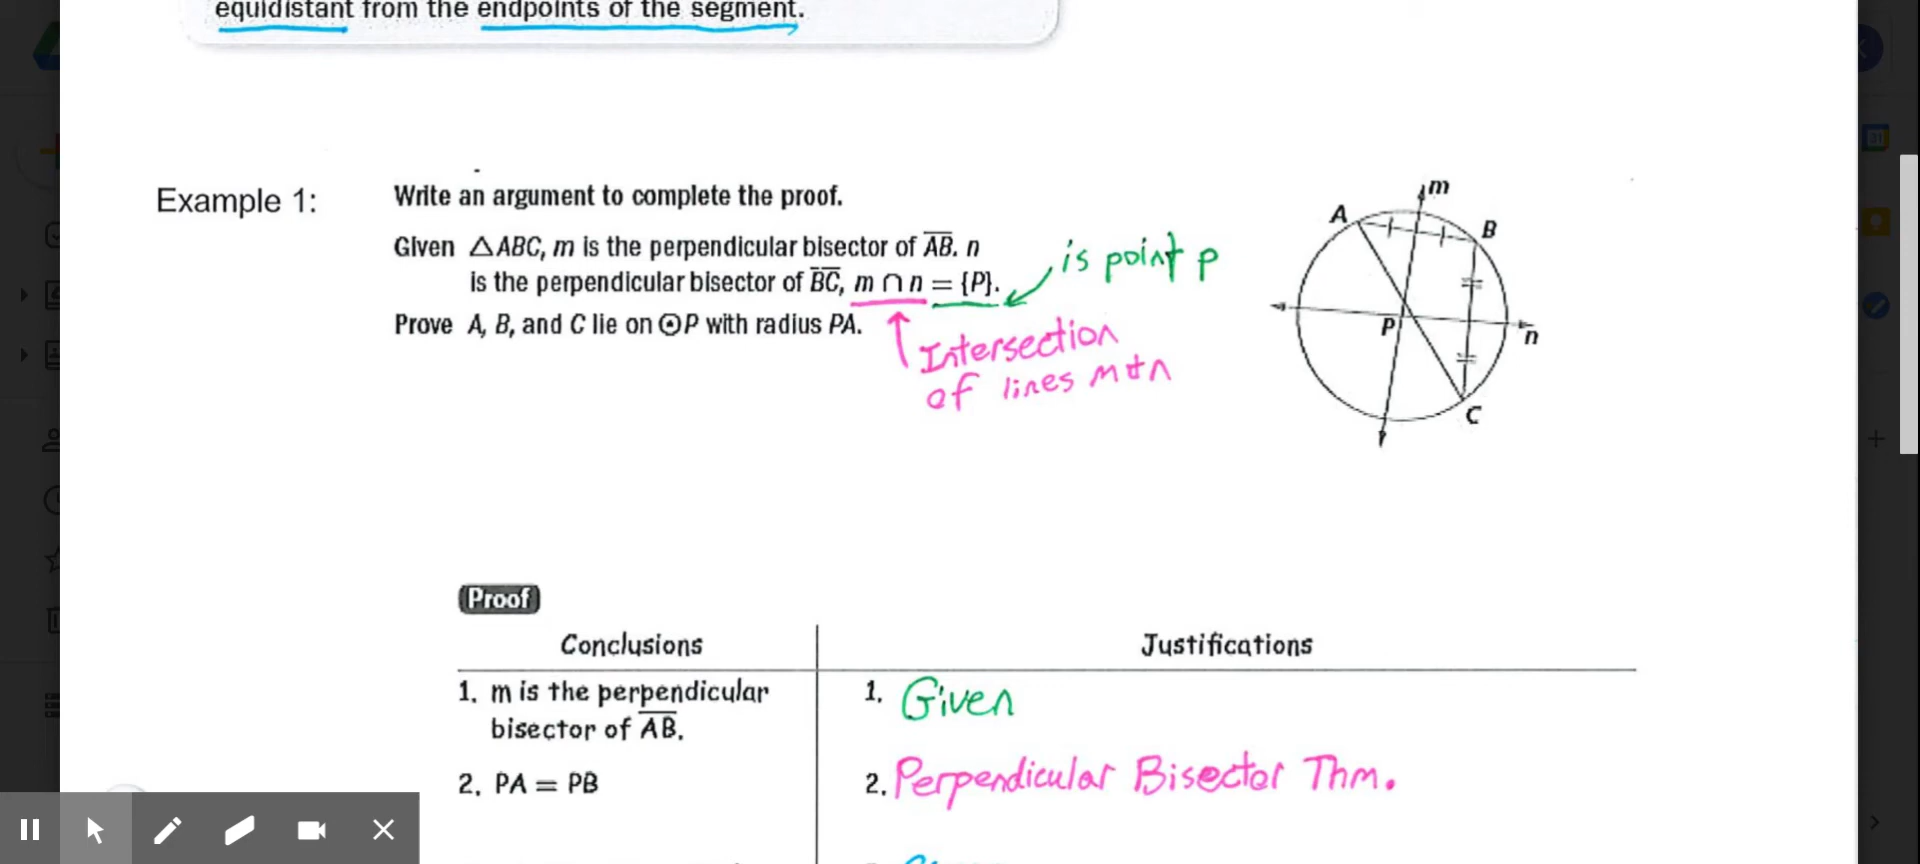 equidistant from the endpoints of the segment.
Example 1:
Write an argument to complete the proof.
Given △ABC, m is the perpendicular bisector of A̅B̅. n
is the perpendicular bisector of B̅C̅, m ∩ n = {P}.
Prove A, B, and C lie on ⊙P with radius PA.
is point p
Intersection
of lines m + n
m
A
B
P
n
C
Proof
Conclusions
Justifications
1. m is the perpendicular
bisector of A̅B̅.
1. Given
2. PA = PB
2. Perpendicular Bisector Thm.
31